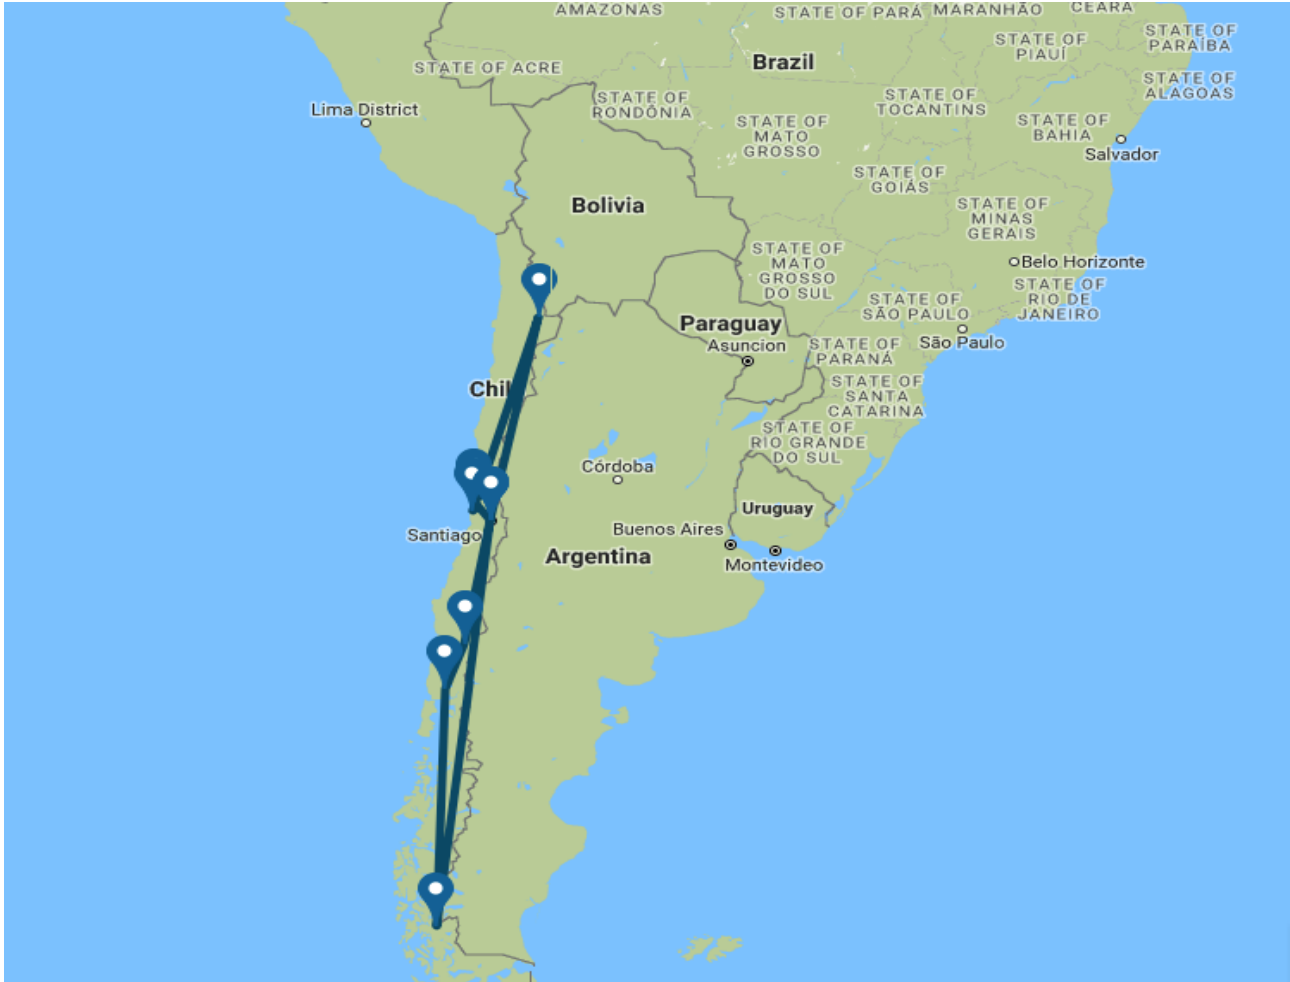 AMAZONAS
STATE OF PARÁ
MARANHÃO
CEARÁ
STATE OF
PARAÍBA
STATE OF
PIAUÍ
Brazil
STATE OF ACRE
STATE OF
ALAGOAS
STATE OF
RONDÔNIA
STATE OF
TOCANTINS
Lima District
STATE OF
MATO
GROSSO
STATE OF
BAHIA
Salvador
STATE OF
GOIÁS
Bolivia
STATE OF
MINAS
GERAIS
STATE OF
MATO
GROSSO
DO SUL
Belo Horizonte
STATE OF
RIO DE
JANEIRO
STATE OF
SÃO PAULO
Paraguay
Asuncion
São Paulo
STATE OF
PARANÁ
Chil
STATE OF
SANTA
CATARINA
STATE OF
RIO GRANDE
DO SUL
Córdoba
Uruguay
Santiago
Buenos Aires
Argentina
Montevideo